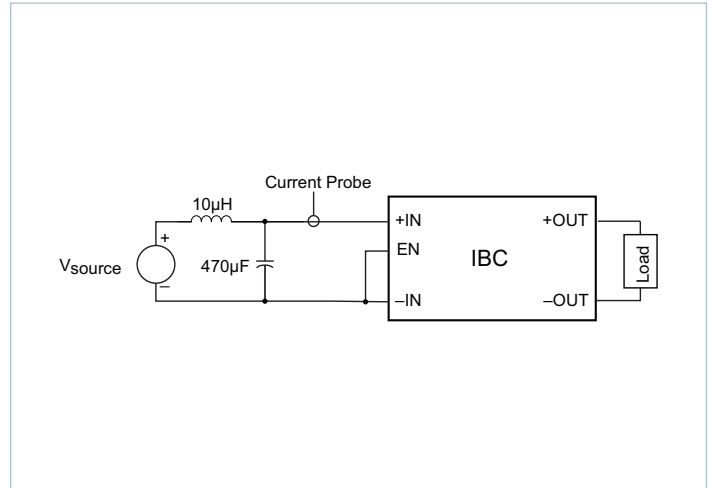 Current Probe
10µH
+IN
+OUT
+
EN
IBC
Load
Vsource
470µF
–
–IN
–OUT